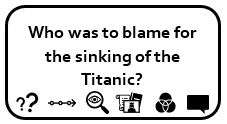 Who was to blame for
the sinking of the
Titanic?
??